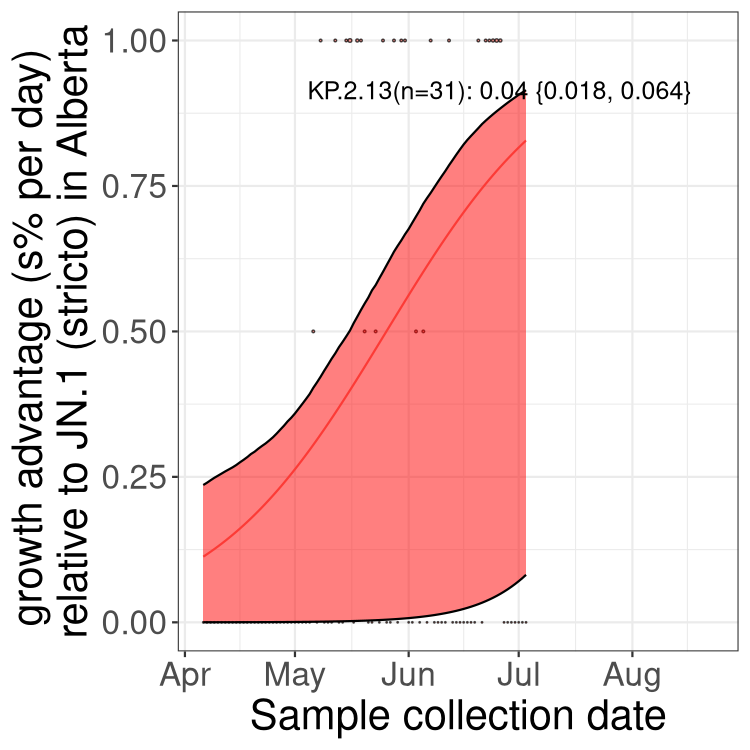 growth advantage (s% per day)
relative to JN.1 (stricto) in Alberta
1.00
0.75
0.50
0.25
0.00
KP.2.13(n=31): 0.04 {0.018, 0.064}
Apr May Jun Jul Aug
Sample collection date